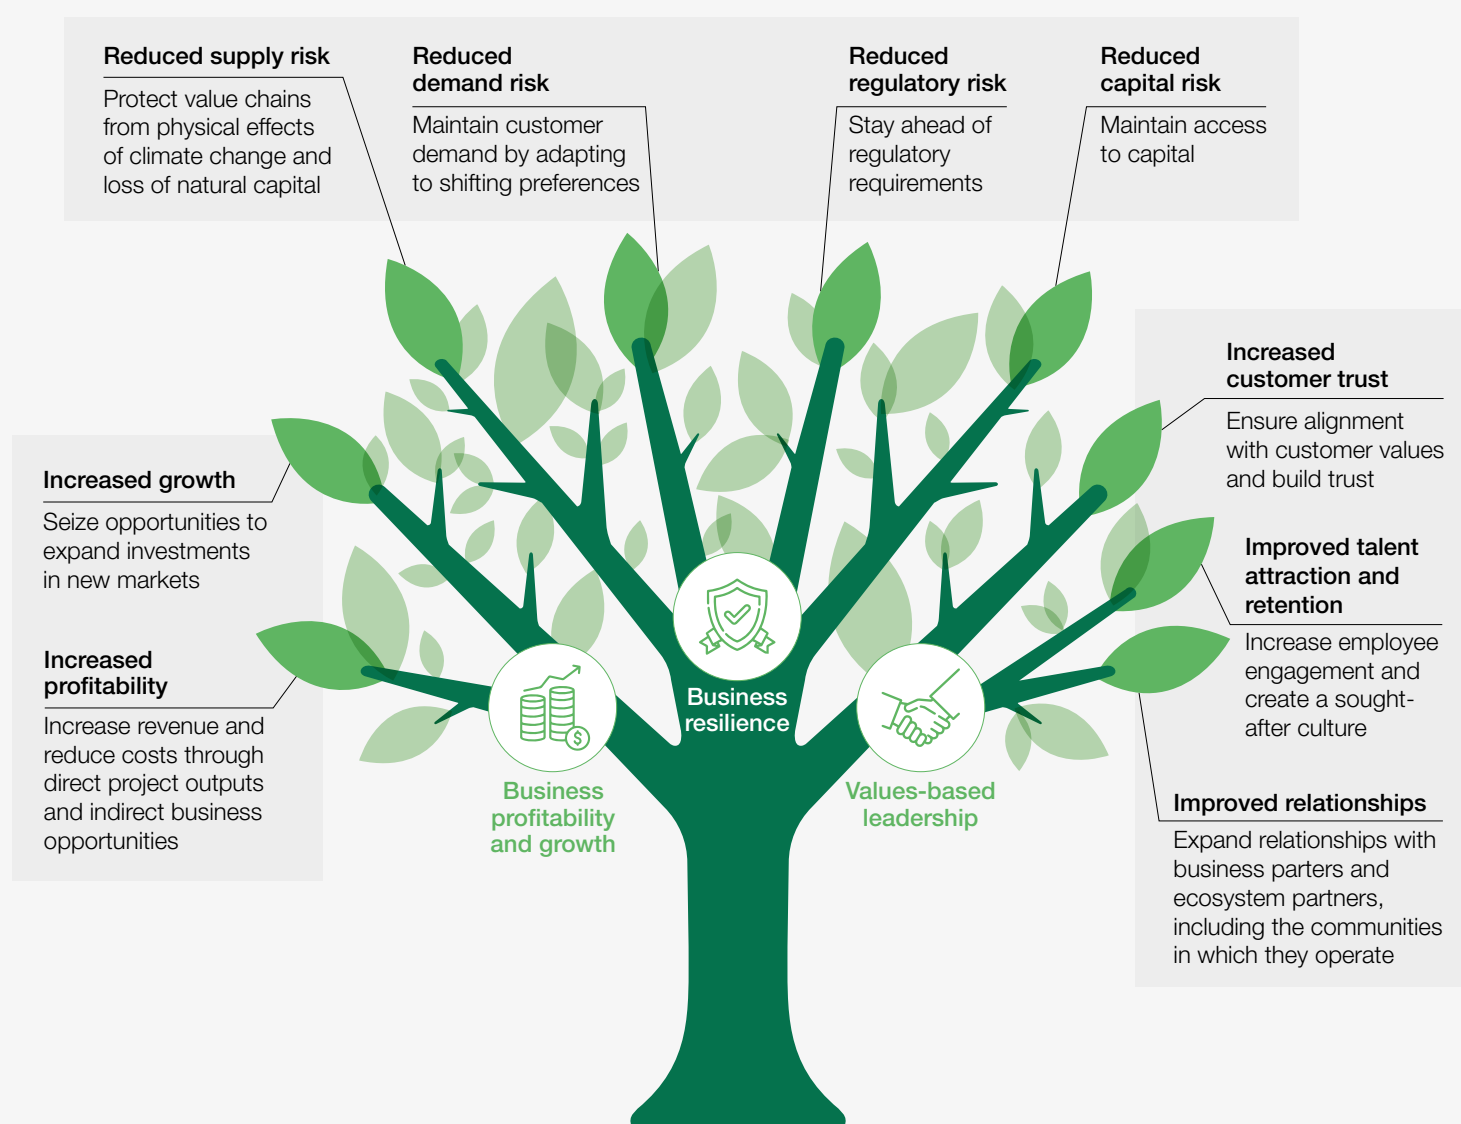 Reduced supply risk
Protect value chains
from physical effects
of climate change and
loss of natural capital
Reduced
demand risk
Maintain customer
demand by adapting
to shifting preferences
Reduced
regulatory risk
Stay ahead of
regulatory
requirements
Reduced
capital risk
Maintain access
to capital
Increased growth
Seize opportunities to
expand investments
in new markets
Increased
profitability
Increase revenue and
reduce costs through
direct project outputs
and indirect business
opportunities
Business
profitability
and growth
$
Business
resilience
Values-based
leadership
Increased
customer trust
Ensure alignment
with customer values
and build trust
Improved talent
attraction and
retention
Increase employee
engagement and
create a sought-
after culture
Improved relationships
Expand relationships with
business parters and
ecosystem partners,
including the communities
in which they operate